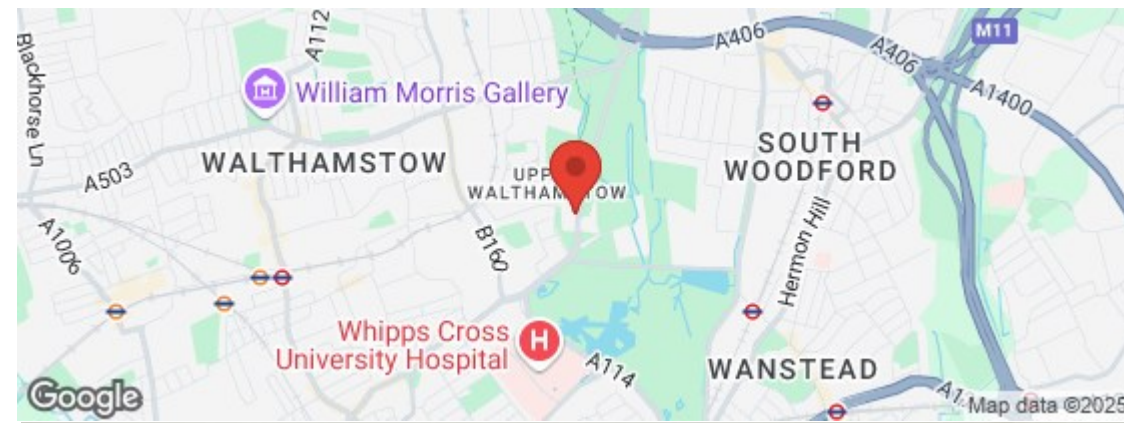 A112
A406
M11
A406
A1400
Blackhorse Ln
William Morris Gallery
A503
WALTHAMSTOW
SOUTH
WOODFORD
UPP
WALTHAM TOW
A1006
B160
Hermon Hill
Whipps Cross
University Hospital
H
A114
WANSTEAD
Google
Map data ©2025